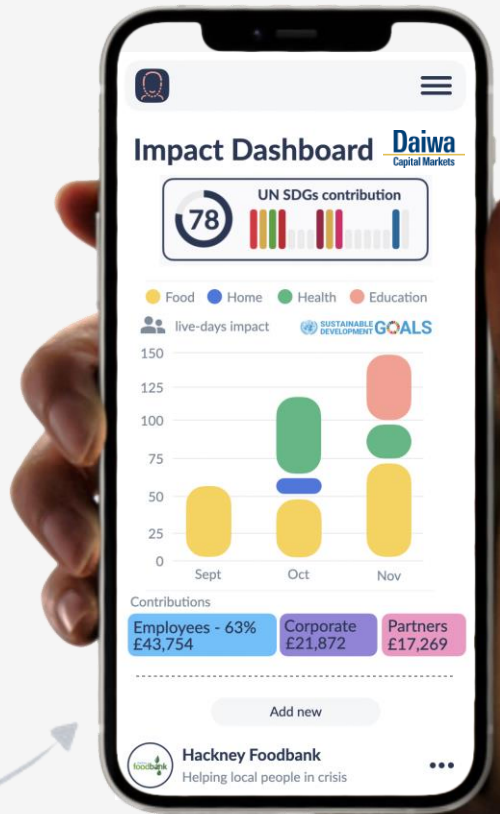 Impact Dashboard
Daiwa
Capital Markets
UN SDGs contribution
78
Food Home Health Education
live-days impact
SUSTAINABLE DEVELOPMENT GOALS
150
125
100
75
50
25
0
Sept Oct Nov
Contributions
Employees - 63%
£43,754
Corporate
£21,872
Partners
£17,269
Add new
foodbank
Hackney Foodbank
Helping local people in crisis